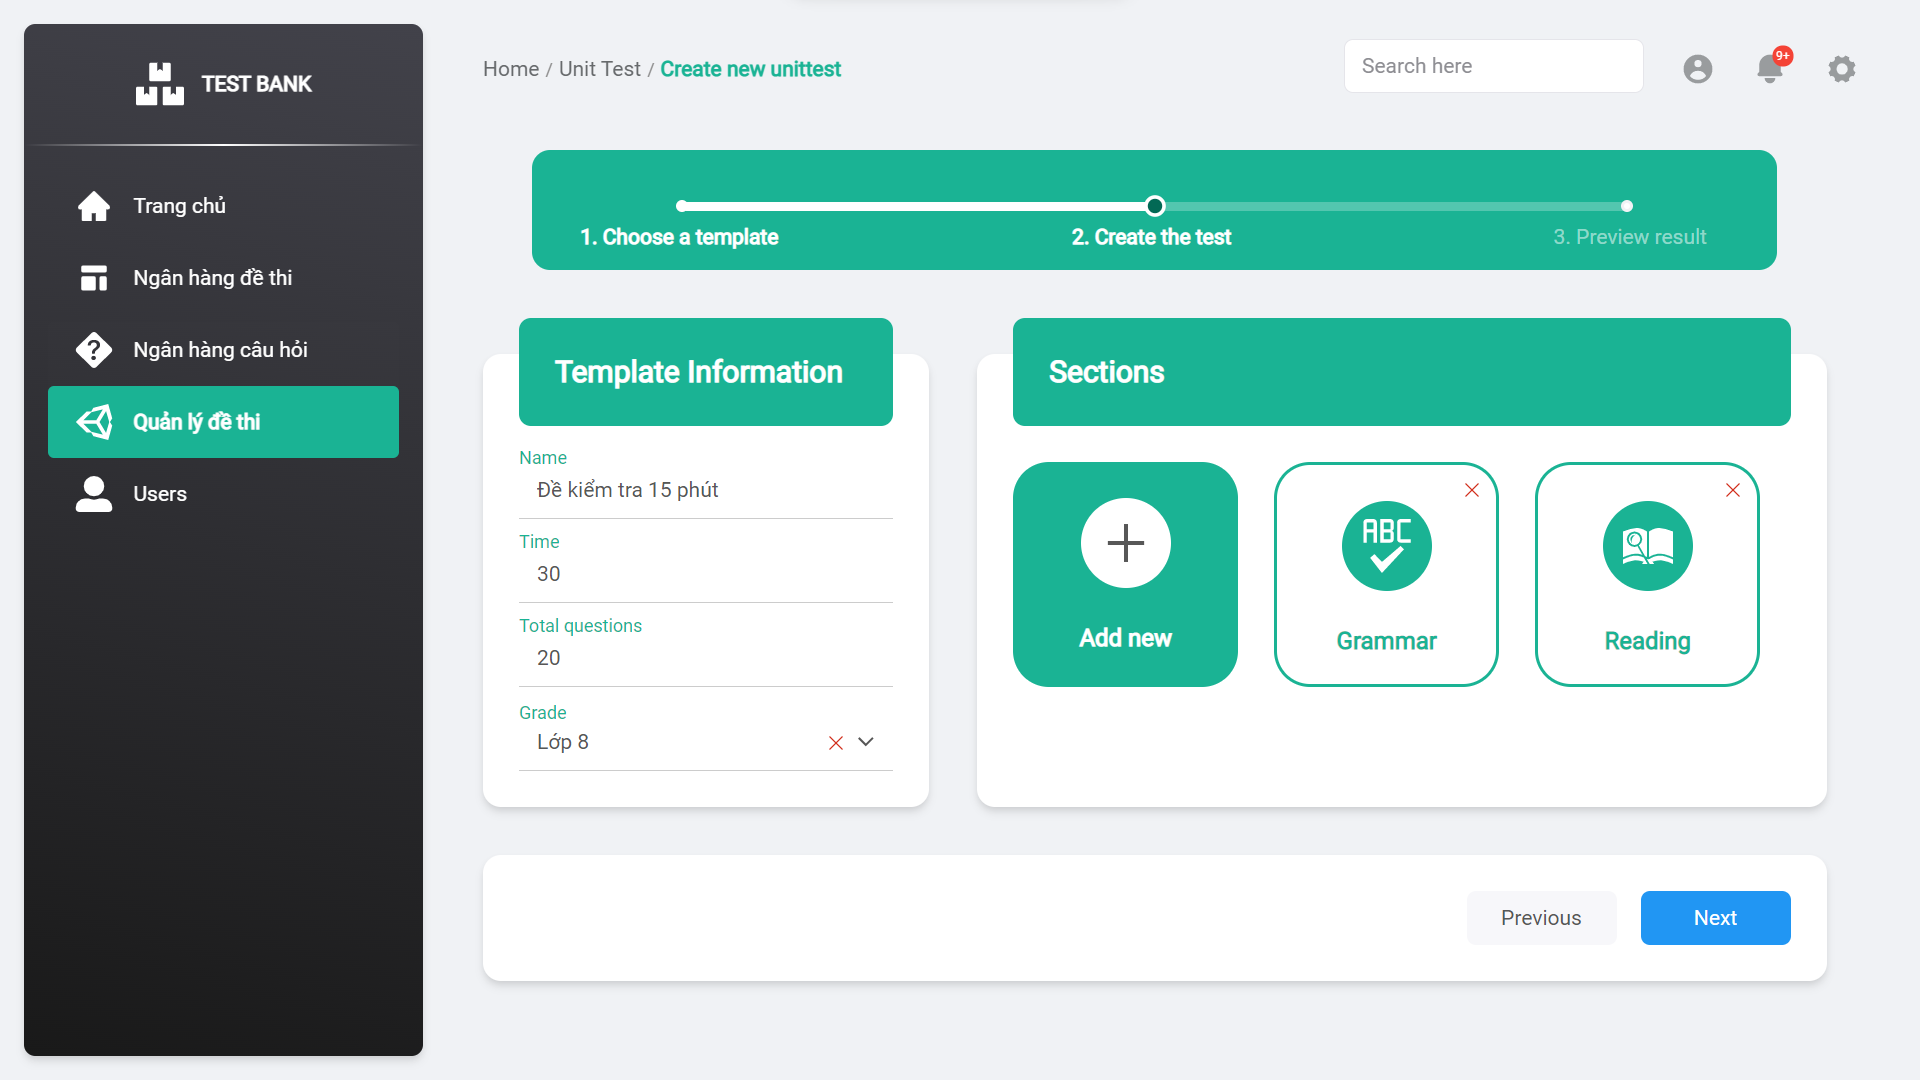 TEST BANK
Trang chủ
Ngân hàng đề thi
Ngân hàng câu hỏi
Quản lý đề thi
Users
Home / Unit Test / Create new unittest
Search here
9+
1. Choose a template
2. Create the test
3. Preview result
Template Information
Name
Đề kiểm tra 15 phút
Time
30
Total questions
20
Grade
Lớp 8
Sections
Add new
ABC
Grammar
Reading
Previous
Next